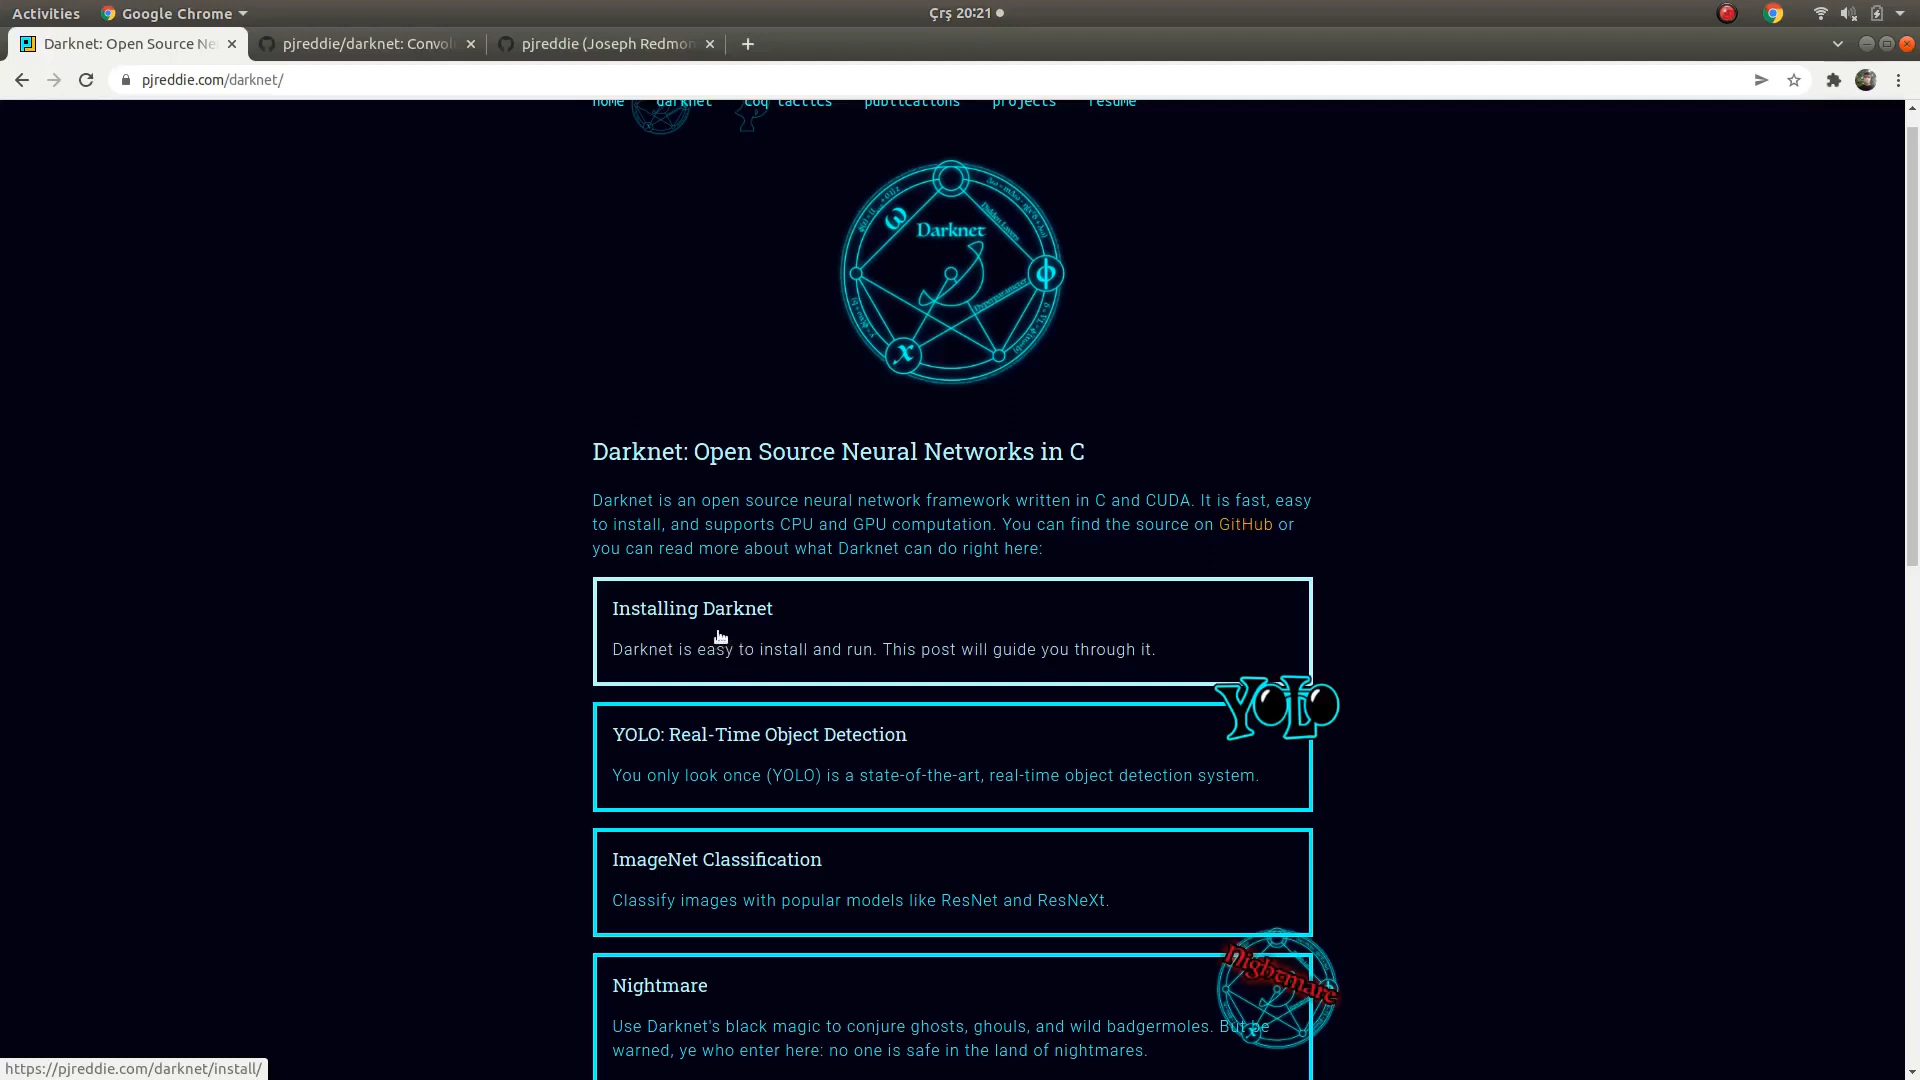 Activities
Google Chrome
Çrş 20:21
Darknet: Open Source Ne
pjreddie/darknet: Convol
pjreddie (Joseph Redmon
pjreddie.com/darknet/
home
darknet
coq tactics
publications
projects
résumé
Darknet
Hidden Layers
Hyperparameter
ω
ϕ
x
Darknet: Open Source Neural Networks in C
Darknet is an open source neural network framework written in C and CUDA. It is fast, easy
to install, and supports CPU and GPU computation. You can find the source on GitHub or
you can read more about what Darknet can do right here:
Installing Darknet
Darknet is easy to install and run. This post will guide you through it.
YOLO
YOLO: Real-Time Object Detection
You only look once (YOLO) is a state-of-the-art, real-time object detection system.
ImageNet Classification
Classify images with popular models like ResNet and ResNeXt.
Nightmare
Nightmare
Use Darknet's black magic to conjure ghosts, ghouls, and wild badgermoles. But be
warned, ye who enter here: no one is safe in the land of nightmares.
https://pjreddie.com/darknet/install/